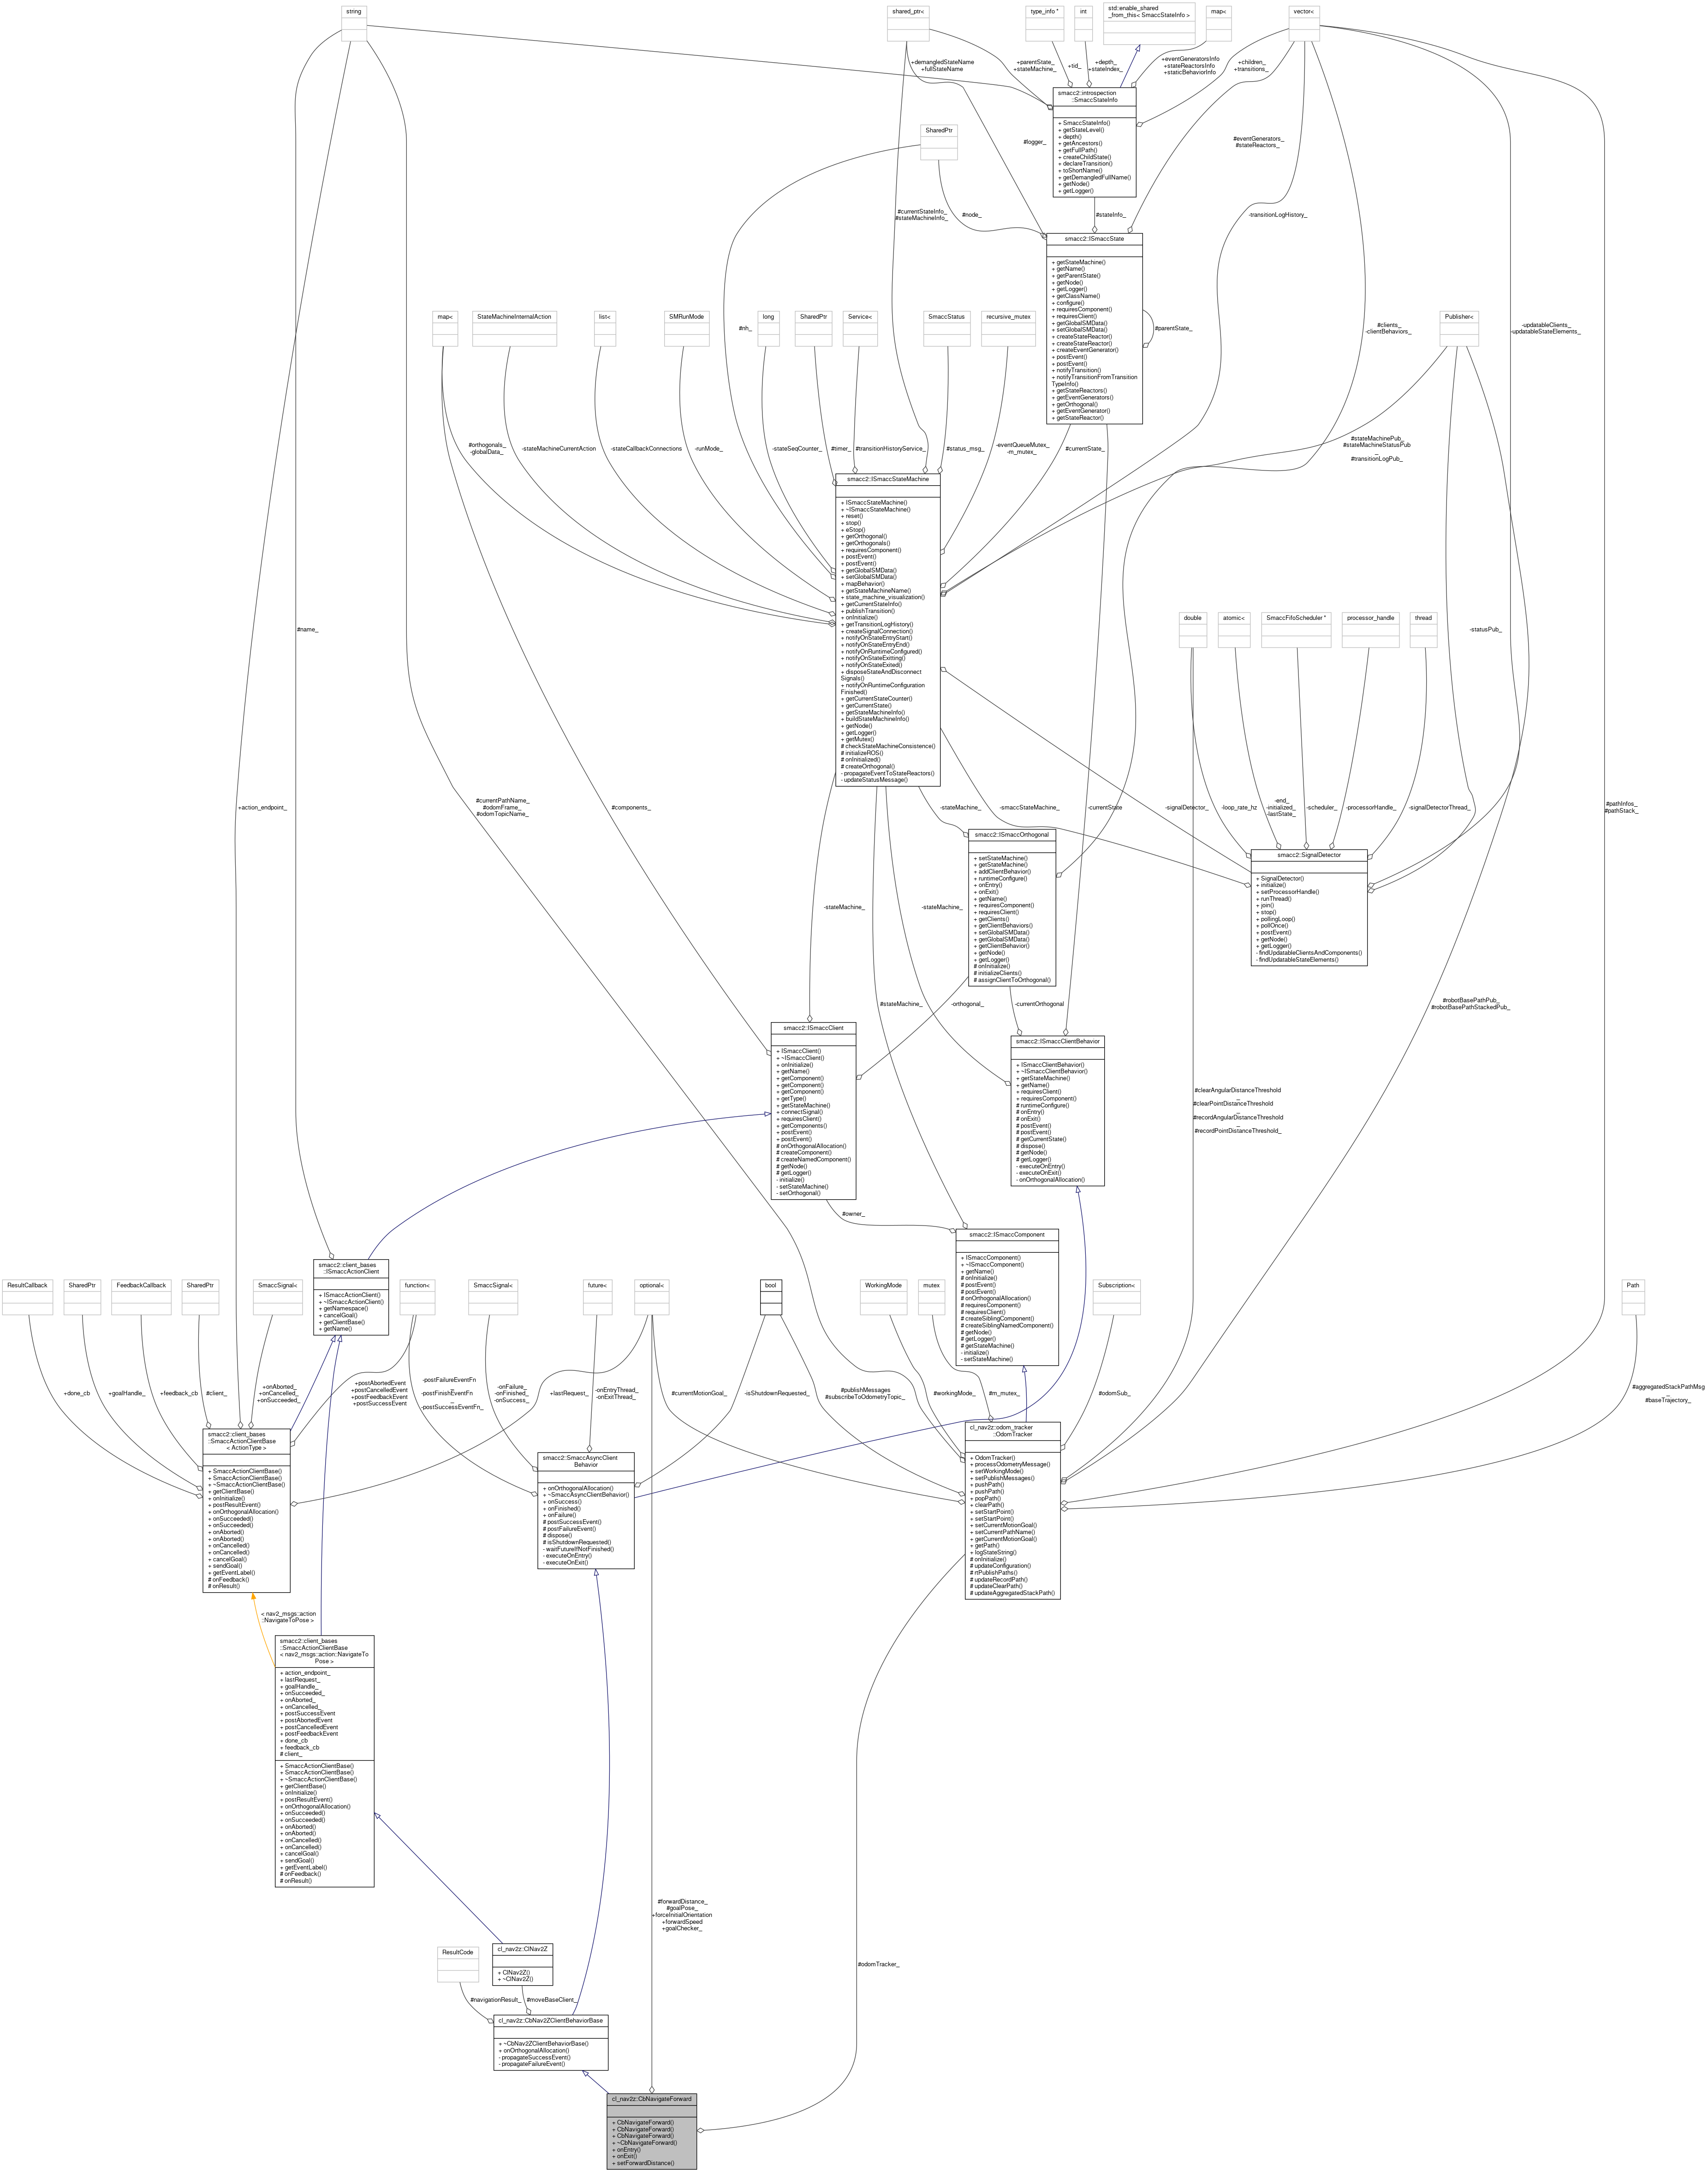 string
shared_ptr<
type_info *
int
std::enable_shared
_from_this< SmaccStateInfo >
map<
vector<
+demangledStateName
+fullStateName
+parentState_
+stateMachine_
+tid_
+depth_
+stateIndex_
+eventGeneratorsInfo
+stateReactorsInfo
+staticBehaviorInfo
+children_
+transitions_
smacc2::introspection
::SmaccStateInfo
+ SmaccStateInfo()
+ getStateLevel()
+ depth()
+ getAncestors()
+ getFullPath()
+ createChildState()
+ declareTransition()
+ toShortName()
+ getDemangledFullName()
+ getNode()
+ getLogger()
SharedPtr
#logger_
#eventGenerators_
#stateReactors_
#currentStateInfo_
#stateMachineInfo_
#node_
#stateInfo_
-transitionLogHistory_
smacc2::ISmaccState
+ getStateMachine()
+ getName()
+ getParentState()
+ getNode()
+ getLogger()
+ getClassName()
+ configure()
+ requiresComponent()
+ requiresClient()
+ getGlobalSMData()
+ setGlobalSMData()
+ createStateReactor()
+ createStateReactor()
+ createEventGenerator()
+ postEvent()
+ postEvent()
+ notifyTransition()
+ notifyTransitionFromTransition
TypeInfo()
+ getStateReactors()
+ getEventGenerators()
+ getOrthogonal()
+ getEventGenerator()
+ getStateReactor()
#parentState_
map<
StateMachineInternalAction
list<
SMRunMode
#nh_
long
SharedPtr
Service<
SmaccStatus
recursive_mutex
Publisher<
#clients_
-clientBehaviors_
-updatableClients_
-updatableStateElements_
#orthogonals_
-globalData_
-stateMachineCurrentAction
-stateCallbackConnections
-runMode_
-stateSeqCounter_
#timer_
#transitionHistoryService_
#status_msg_
-eventQueueMutex_
-m_mutex_
#currentState_
#stateMachinePub_
#stateMachineStatusPub
_
#transitionLogPub_
smacc2::ISmaccStateMachine
+ ISmaccStateMachine()
+ ~ISmaccStateMachine()
+ reset()
+ stop()
+ eStop()
+ getOrthogonal()
+ getOrthogonals()
+ requiresComponent()
+ postEvent()
+ postEvent()
+ getGlobalSMData()
+ setGlobalSMData()
+ mapBehavior()
+ getStateMachineName()
+ state_machine_visualization()
+ getCurrentStateInfo()
+ publishTransition()
+ onInitialize()
+ getTransitionLogHistory()
+ createSignalConnection()
+ notifyOnStateEntryStart()
+ notifyOnStateEntryEnd()
+ notifyOnRuntimeConfigured()
+ notifyOnStateExitting()
+ notifyOnStateExited()
+ disposeStateAndDisconnect
Signals()
+ notifyOnRuntimeConfiguration
Finished()
+ getCurrentStateCounter()
+ getCurrentState()
+ getStateMachineInfo()
+ buildStateMachineInfo()
+ getNode()
+ getLogger()
+ getMutex()
# checkStateMachineConsistence()
# initializeROS()
# onInitialized()
# createOrthogonal()
- propagateEventToStateReactors()
- updateStatusMessage()
#name_
double
atomic<
SmaccFifoScheduler *
processor_handle
thread
-statusPub_
+action_endpoint_
#currentPathName_
#odomFrame_
#odomTopicName_
#components_
-stateMachine_
-smaccStateMachine_
-currentState
-signalDetector_
-loop_rate_hz
-end_
-initialized_
-lastState_
-scheduler_
-processorHandle_
-signalDetectorThread_
#pathInfos_
#pathStack_
smacc2::ISmaccOrthogonal
+ setStateMachine()
+ getStateMachine()
+ addClientBehavior()
+ runtimeConfigure()
+ onEntry()
+ onExit()
+ getName()
+ requiresComponent()
+ requiresClient()
+ getClients()
+ getClientBehaviors()
+ setGlobalSMData()
+ getGlobalSMData()
+ getClientBehavior()
+ getNode()
+ getLogger()
# onInitialize()
# initializeClients()
# assignClientToOrthogonal()
smacc2::SignalDetector
+ SignalDetector()
+ initialize()
+ setProcessorHandle()
+ runThread()
+ join()
+ stop()
+ pollingLoop()
+ pollOnce()
+ postEvent()
+ getNode()
+ getLogger()
- findUpdatableClientsAndComponents()
- findUpdatableStateElements()
-stateMachine_
-stateMachine_
#stateMachine_
-orthogonal_
-currentOrthogonal
#robotBasePathPub_
#robotBasePathStackedPub_
smacc2::ISmaccClient
+ ISmaccClient()
+ ~ISmaccClient()
+ onInitialize()
+ getName()
+ getComponent()
+ getComponent()
+ getComponent()
+ getType()
+ getStateMachine()
+ connectSignal()
+ requiresClient()
+ getComponents()
+ postEvent()
+ postEvent()
# onOrthogonalAllocation()
# createComponent()
# createNamedComponent()
# getNode()
# getLogger()
- initialize()
- setStateMachine()
- setOrthogonal()
smacc2::ISmaccClientBehavior
+ ISmaccClientBehavior()
+ ~ISmaccClientBehavior()
+ getStateMachine()
+ getName()
+ requiresClient()
+ requiresComponent()
# runtimeConfigure()
# onEntry()
# onExit()
# postEvent()
# postEvent()
# getCurrentState()
# dispose()
# getNode()
# getLogger()
- executeOnEntry()
- executeOnExit()
- onOrthogonalAllocation()
#clearAngularDistanceThreshold
_
#clearPointDistanceThreshold
_
#recordAngularDistanceThreshold
_
#recordPointDistanceThreshold_
#owner_
smacc2::ISmaccComponent
+ ISmaccComponent()
+ ~ISmaccComponent()
+ getName()
# onInitialize()
# postEvent()
# postEvent()
# onOrthogonalAllocation()
# requiresComponent()
# requiresClient()
# createSiblingComponent()
# createSiblingNamedComponent()
# getNode()
# getLogger()
# getStateMachine()
- initialize()
- setStateMachine()
smacc2::client_bases
::ISmaccActionClient
+ ISmaccActionClient()
+ ~ISmaccActionClient()
+ getNamespace()
+ cancelGoal()
+ getClientBase()
+ getName()
ResultCallback
SharedPtr
FeedbackCallback
SharedPtr
SmaccSignal<
function<
SmaccSignal<
future<
optional<
bool
WorkingMode
mutex
Subscription<
Path
+done_cb
+goalHandle_
+feedback_cb
#client_
+onAborted_
+onCancelled_
+onSucceeded_
+postAbortedEvent
+postCancelledEvent
+postFeedbackEvent
+postSuccessEvent
-postFailureEventFn
_
-postFinishEventFn
_
-postSuccessEventFn_
-onFailure_
-onFinished_
-onSuccess_
+lastRequest_
-onEntryThread_
-onExitThread_
#currentMotionGoal_
-isShutdownRequested_
#publishMessages
#subscribeToOdometryTopic_
#workingMode_
#m_mutex_
#odomSub_
#aggregatedStackPathMsg
_
#baseTrajectory_
smacc2::client_bases
::SmaccActionClientBase
< ActionType >
+ SmaccActionClientBase()
+ SmaccActionClientBase()
+ ~SmaccActionClientBase()
+ getClientBase()
+ onInitialize()
+ postResultEvent()
+ onOrthogonalAllocation()
+ onSucceeded()
+ onSucceeded()
+ onAborted()
+ onAborted()
+ onCancelled()
+ onCancelled()
+ cancelGoal()
+ sendGoal()
+ getEventLabel()
# onFeedback()
# onResult()
smacc2::SmaccAsyncClient
Behavior
+ onOrthogonalAllocation()
+ ~SmaccAsyncClientBehavior()
+ onSuccess()
+ onFinished()
+ onFailure()
# postSuccessEvent()
# postFailureEvent()
# dispose()
# isShutdownRequested()
- waitFutureIfNotFinished()
- executeOnEntry()
- executeOnExit()
cl_nav2z::odom_tracker
::OdomTracker
+ OdomTracker()
+ processOdometryMessage()
+ setWorkingMode()
+ setPublishMessages()
+ pushPath()
+ pushPath()
+ popPath()
+ clearPath()
+ setStartPoint()
+ setStartPoint()
+ setCurrentMotionGoal()
+ setCurrentPathName()
+ getCurrentMotionGoal()
+ getPath()
+ logStateString()
# onInitialize()
# updateConfiguration()
# rtPublishPaths()
# updateRecordPath()
# updateClearPath()
# updateAggregatedStackPath()
< nav2_msgs::action
::NavigateToPose >
smacc2::client_bases
::SmaccActionClientBase
< nav2_msgs::action::NavigateTo
Pose >
+ action_endpoint_
+ lastRequest_
+ goalHandle_
+ onSucceeded_
+ onAborted_
+ onCancelled_
+ postSuccessEvent
+ postAbortedEvent
+ postCancelledEvent
+ postFeedbackEvent
+ done_cb
+ feedback_cb
# client_
+ SmaccActionClientBase()
+ SmaccActionClientBase()
+ ~SmaccActionClientBase()
+ getClientBase()
+ onInitialize()
+ postResultEvent()
+ onOrthogonalAllocation()
+ onSucceeded()
+ onSucceeded()
+ onAborted()
+ onAborted()
+ onCancelled()
+ onCancelled()
+ cancelGoal()
+ sendGoal()
+ getEventLabel()
# onFeedback()
# onResult()
#forwardDistance_
#goalPose_
+forceInitialOrientation
+forwardSpeed
+goalChecker_
#odomTracker_
ResultCode
cl_nav2z::ClNav2Z
+ ClNav2Z()
+ ~ClNav2Z()
#navigationResult_
#moveBaseClient_
cl_nav2z::CbNav2ZClientBehaviorBase
+ ~CbNav2ZClientBehaviorBase()
+ onOrthogonalAllocation()
- propagateSuccessEvent()
- propagateFailureEvent()
cl_nav2z::CbNavigateForward
+ CbNavigateForward()
+ CbNavigateForward()
+ CbNavigateForward()
+ ~CbNavigateForward()
+ onEntry()
+ onExit()
+ setForwardDistance()